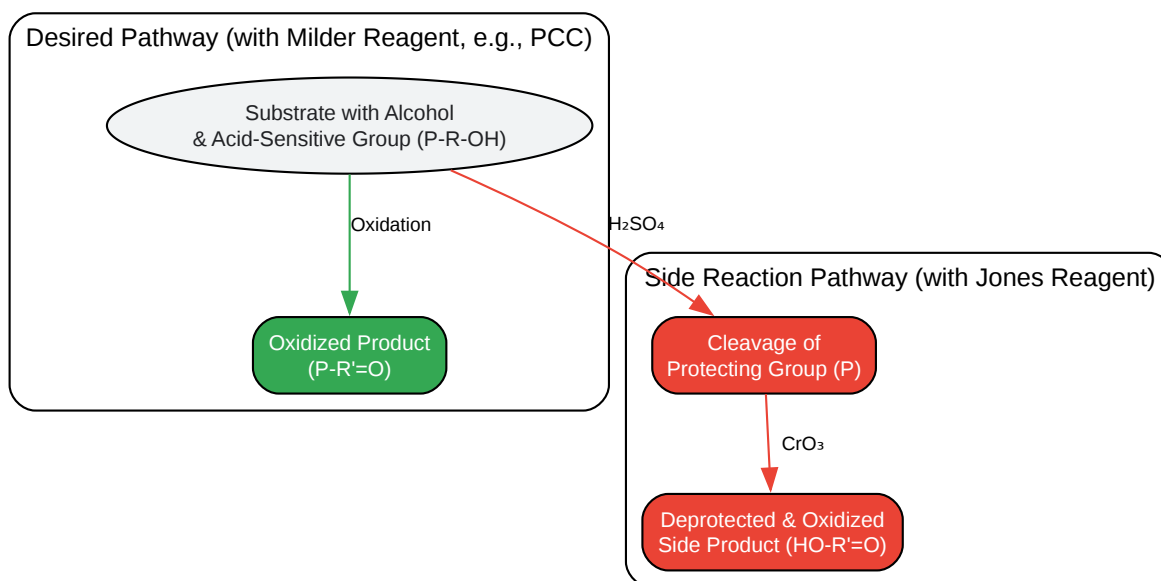 Desired Pathway (with Milder Reagent, e.g., PCC)
Substrate with Alcohol
& Acid-Sensitive Group (P-R-OH)
Oxidation
H₂SO₄
Oxidized Product
(P-R'=O)
Side Reaction Pathway (with Jones Reagent)
Cleavage of
Protecting Group (P)
CrO₃
Deprotected & Oxidized
Side Product (HO-R'=O)